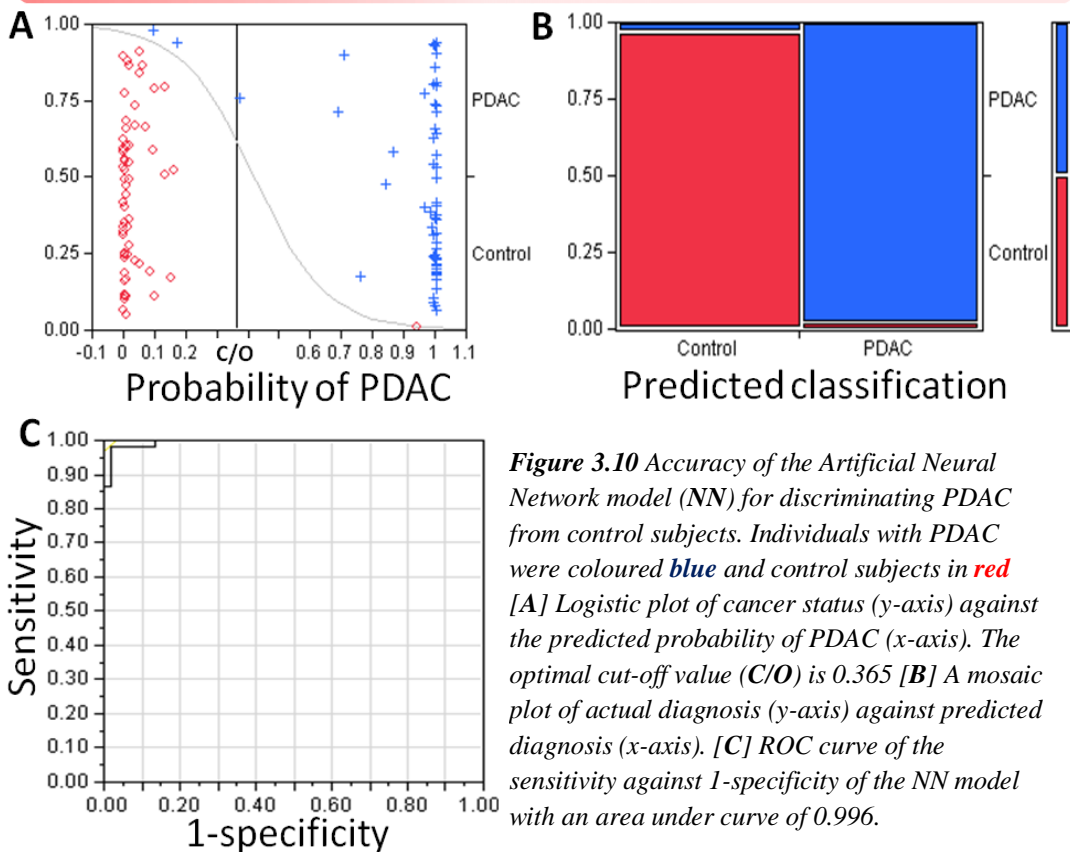 A
1.00
0.75
0.50
0.25
0.00
PDAC
Control
-0.1 0 0.1 0.2 c/o 0.6 0.7 0.8 0.9 1 1.1
Probability of PDAC
B
1.00
0.75
0.50
0.25
0.00
PDAC
Control
Control PDAC
Predicted classification
C
1.00
0.90
0.80
0.70
0.60
0.50
0.40
0.30
0.20
0.10
0.00
Sensitivity
0.00 0.20 0.40 0.60 0.80 1.00
1-specificity
Figure 3.10 Accuracy of the Artificial Neural
Network model (NN) for discriminating PDAC
from control subjects. Individuals with PDAC
were coloured blue and control subjects in red
[A] Logistic plot of cancer status (y-axis) against
the predicted probability of PDAC (x-axis). The
optimal cut-off value (C/O) is 0.365 [B] A mosaic
plot of actual diagnosis (y-axis) against predicted
diagnosis (x-axis). [C] ROC curve of the
sensitivity against 1-specificity of the NN model
with an area under curve of 0.996.